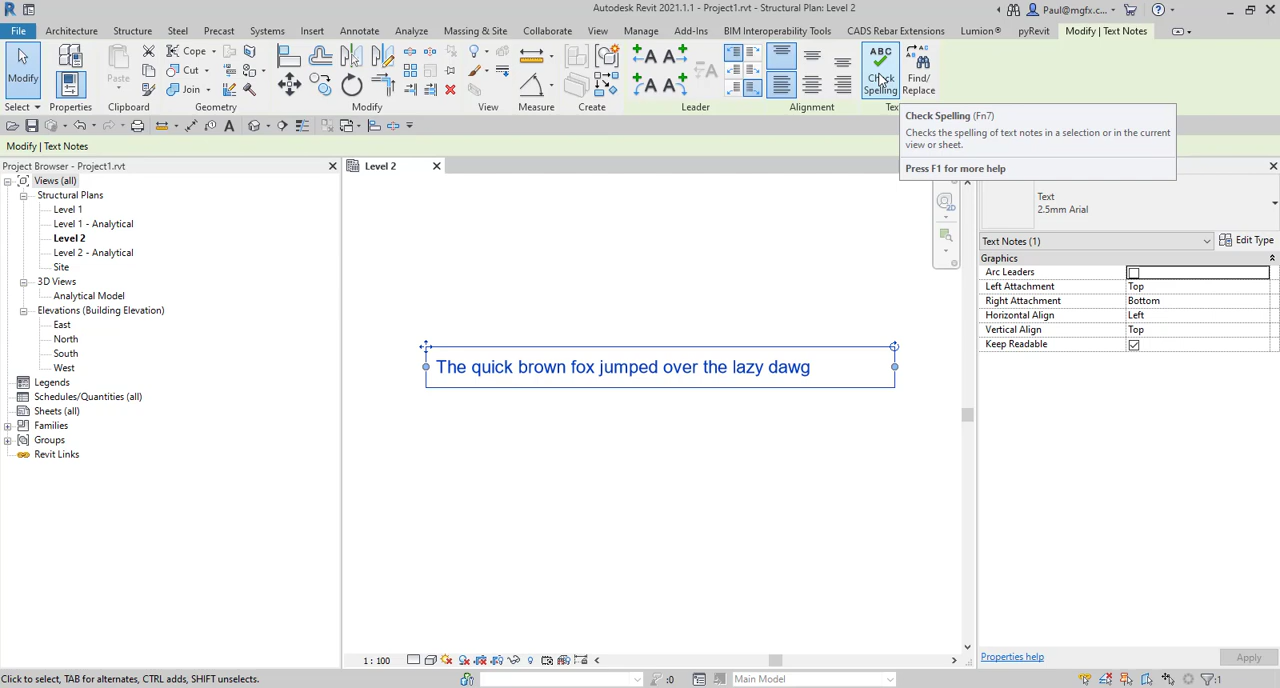 Autodesk Revit 2021.1.1 - Project1.rvt - Structural Plan: Level 2
Paul@mgfx.c...
File Architecture Structure Steel Precast Systems Insert Annotate Analyze Massing & Site Collaborate View Manage Add-Ins BIM Interoperability Tools CADS Rebar Extensions Lumion® pyRevit Modify | Text Notes
Modify
Paste
Cope
Cut
Join
Check Spelling
Find/ Replace
Select Properties Clipboard Geometry Modify View Measure Create Leader Alignment Tex
Check Spelling (Fn7)
Checks the spelling of text notes in a selection or in the current
view or sheet.
Press F1 for more help
Modify | Text Notes
Project Browser - Project1.rvt
Views (all)
Structural Plans
Level 1
Level 1 - Analytical
Level 2
Level 2 - Analytical
Site
3D Views
Analytical Model
Elevations (Building Elevation)
East
North
South
West
Legends
Schedules/Quantities (all)
Sheets (all)
Families
Groups
Revit Links
Level 2
The quick brown fox jumped over the lazy dawg
Text
2.5mm Arial
Text Notes (1)
Edit Type
Graphics
Arc Leaders
Left Attachment Top
Right Attachment Bottom
Horizontal Align Left
Vertical Align Top
Keep Readable
Properties help
Apply
1 : 100
Click to select, TAB for alternates, CTRL adds, SHIFT unselects.
:0
Main Model
:1